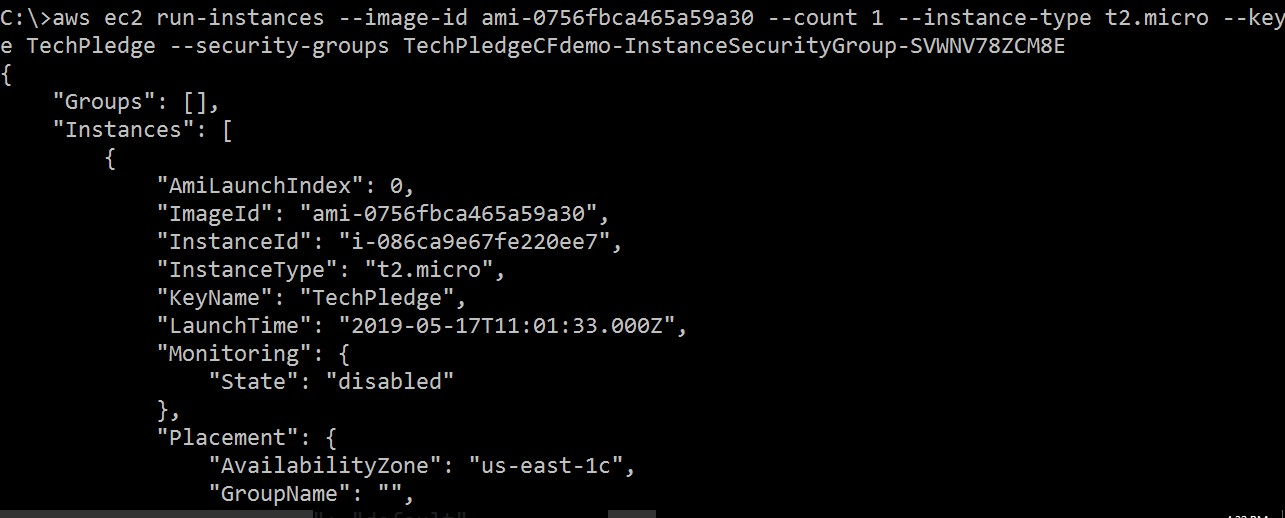 C:\>aws ec2 run-instances --image-id ami-0756fbca465a59a30 --count 1 --instance-type t2.micro --key
e TechPledge --security-groups TechPledgeCFdemo-InstanceSecurityGroup-SVWNV78ZCM8E
{
    "Groups": [],
    "Instances": [
        {
            "AmiLaunchIndex": 0,
            "ImageId": "ami-0756fbca465a59a30",
            "InstanceId": "i-086ca9e67fe220ee7",
            "InstanceType": "t2.micro",
            "KeyName": "TechPledge",
            "LaunchTime": "2019-05-17T11:01:33.000Z",
            "Monitoring": {
                "State": "disabled"
            },
            "Placement": {
                "AvailabilityZone": "us-east-1c",
                "GroupName": "",
"default"